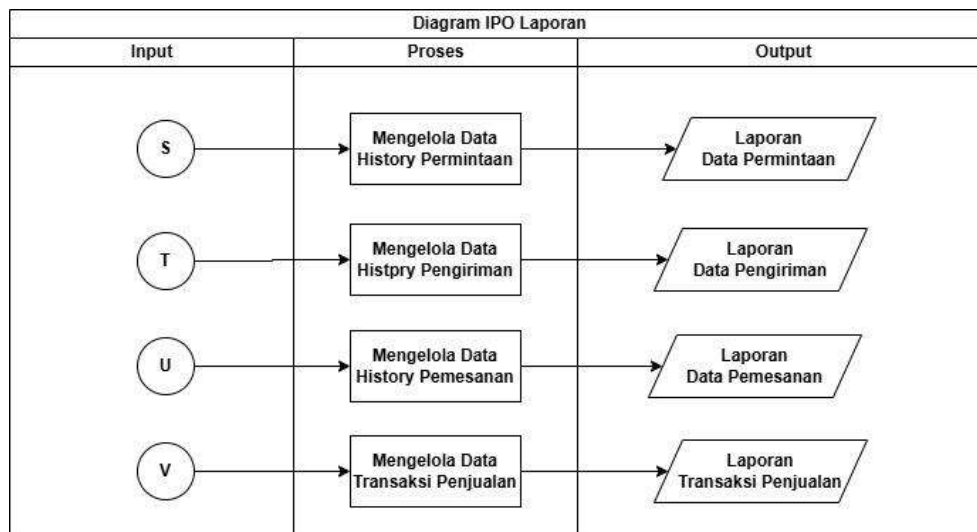 Diagram IPO Laporan
Input
Proses
Output
S
Mengelola Data
History Permintaan
Laporan
Data Permintaan
T
Mengelola Data
Histpry Pengiriman
Laporan
Data Pengiriman
U
Mengelola Data
History Pemesanan
Laporan
Data Pemesanan
V
Mengelola Data
Transaksi Penjualan
Laporan
Transaksi Penjualan